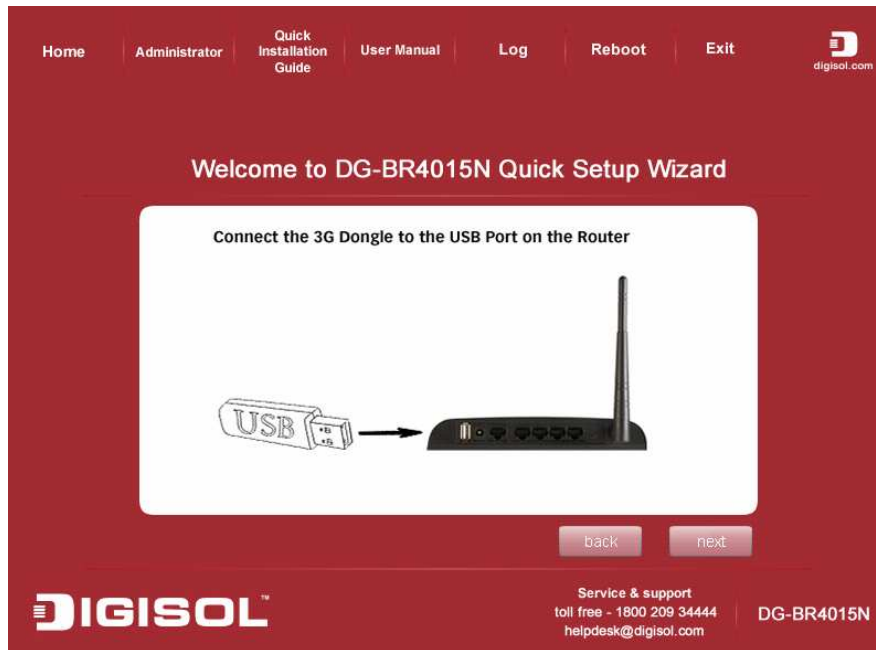 Home
Administrator
Quick
Installation
Guide
User Manual
Log
Reboot
Exit
digisol.com
Welcome to DG-BR4015N Quick Setup Wizard
Connect the 3G Dongle to the USB Port on the Router
USB
back
next
DIGISOL™
Service & support
toll free - 1800 209 34444
helpdesk@digisol.com
DG-BR4015N